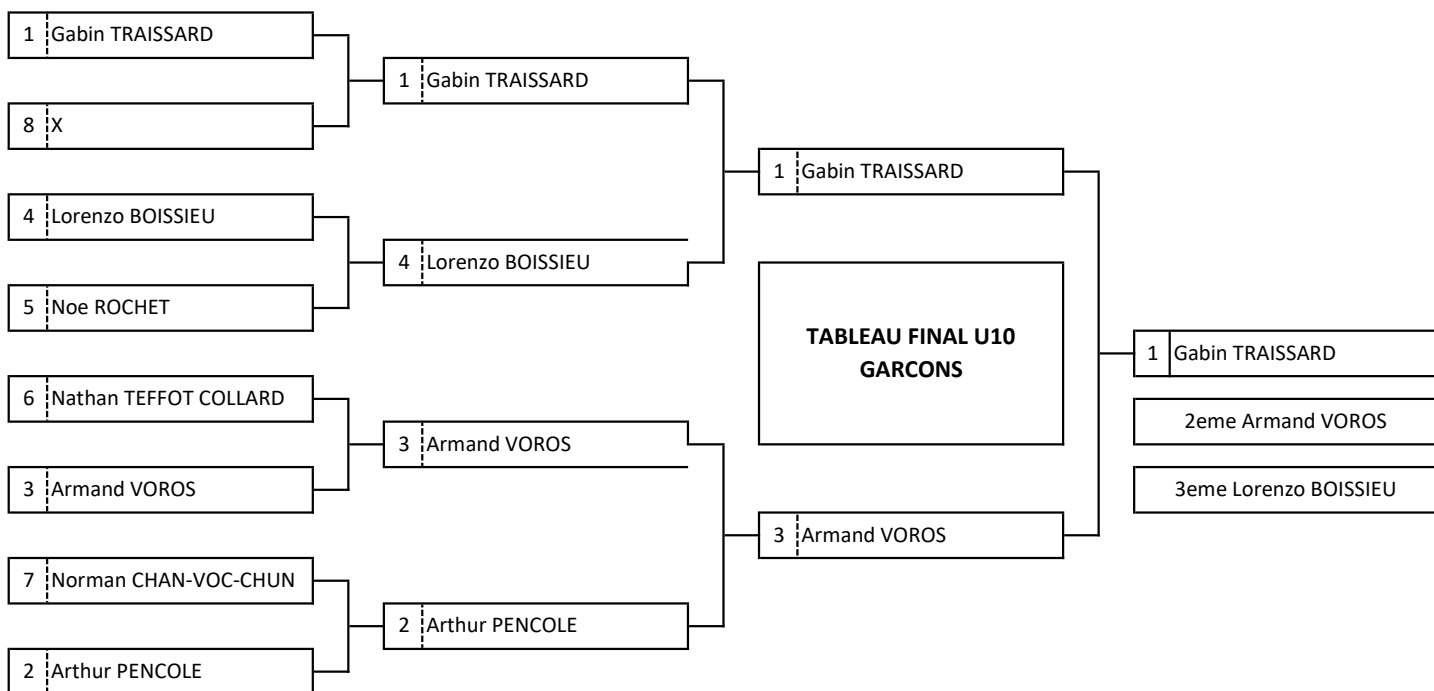 1 Gabin TRAISSARD
8 X
4 Lorenzo BOISSIEU
5 Noe ROCHET
6 Nathan TEFFOT COLLARD
3 Armand VOROS
7 Norman CHAN-VOC-CHUN
2 Arthur PENCOLE
1 Gabin TRAISSARD
4 Lorenzo BOISSIEU
3 Armand VOROS
2 Arthur PENCOLE
1 Gabin TRAISSARD
TABLEAU FINAL U10
GARCONS
3 Armand VOROS
1 Gabin TRAISSARD
2eme Armand VOROS
3eme Lorenzo BOISSIEU